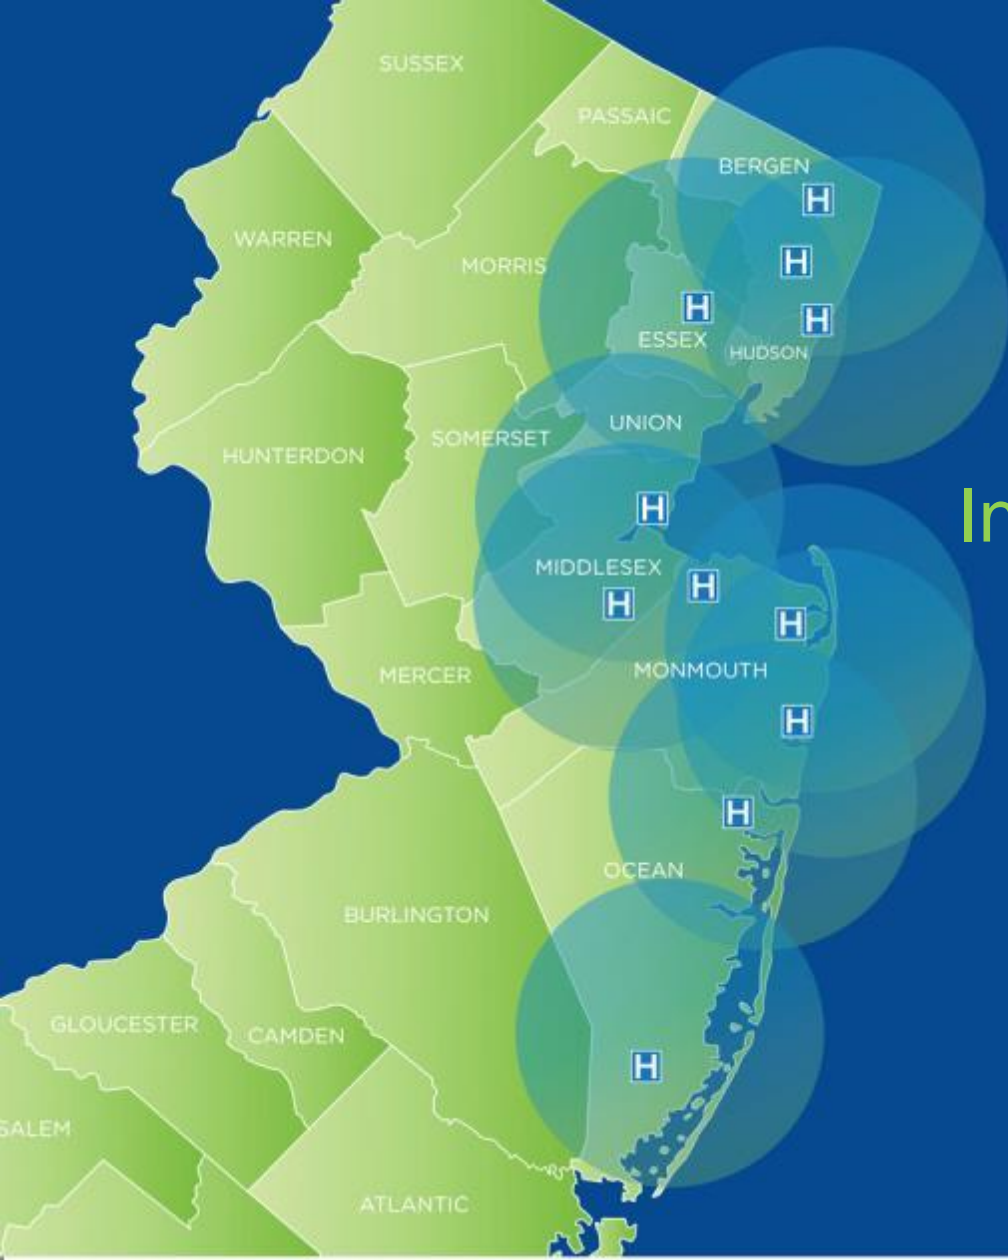 SUSSEX
PASSAIC
BERGEN
H
WARREN
H
MORRIS
H
H
ESSEX
HUDSON
UNION
SOMERSET
HUNTERDON
In
H
MIDDLESEX
H
H
H
MONMOUTH
MERCER
H
H
OCEAN
BURLINGTON
GLOUCESTER
CAMDEN
H
SALEM
ATLANTIC